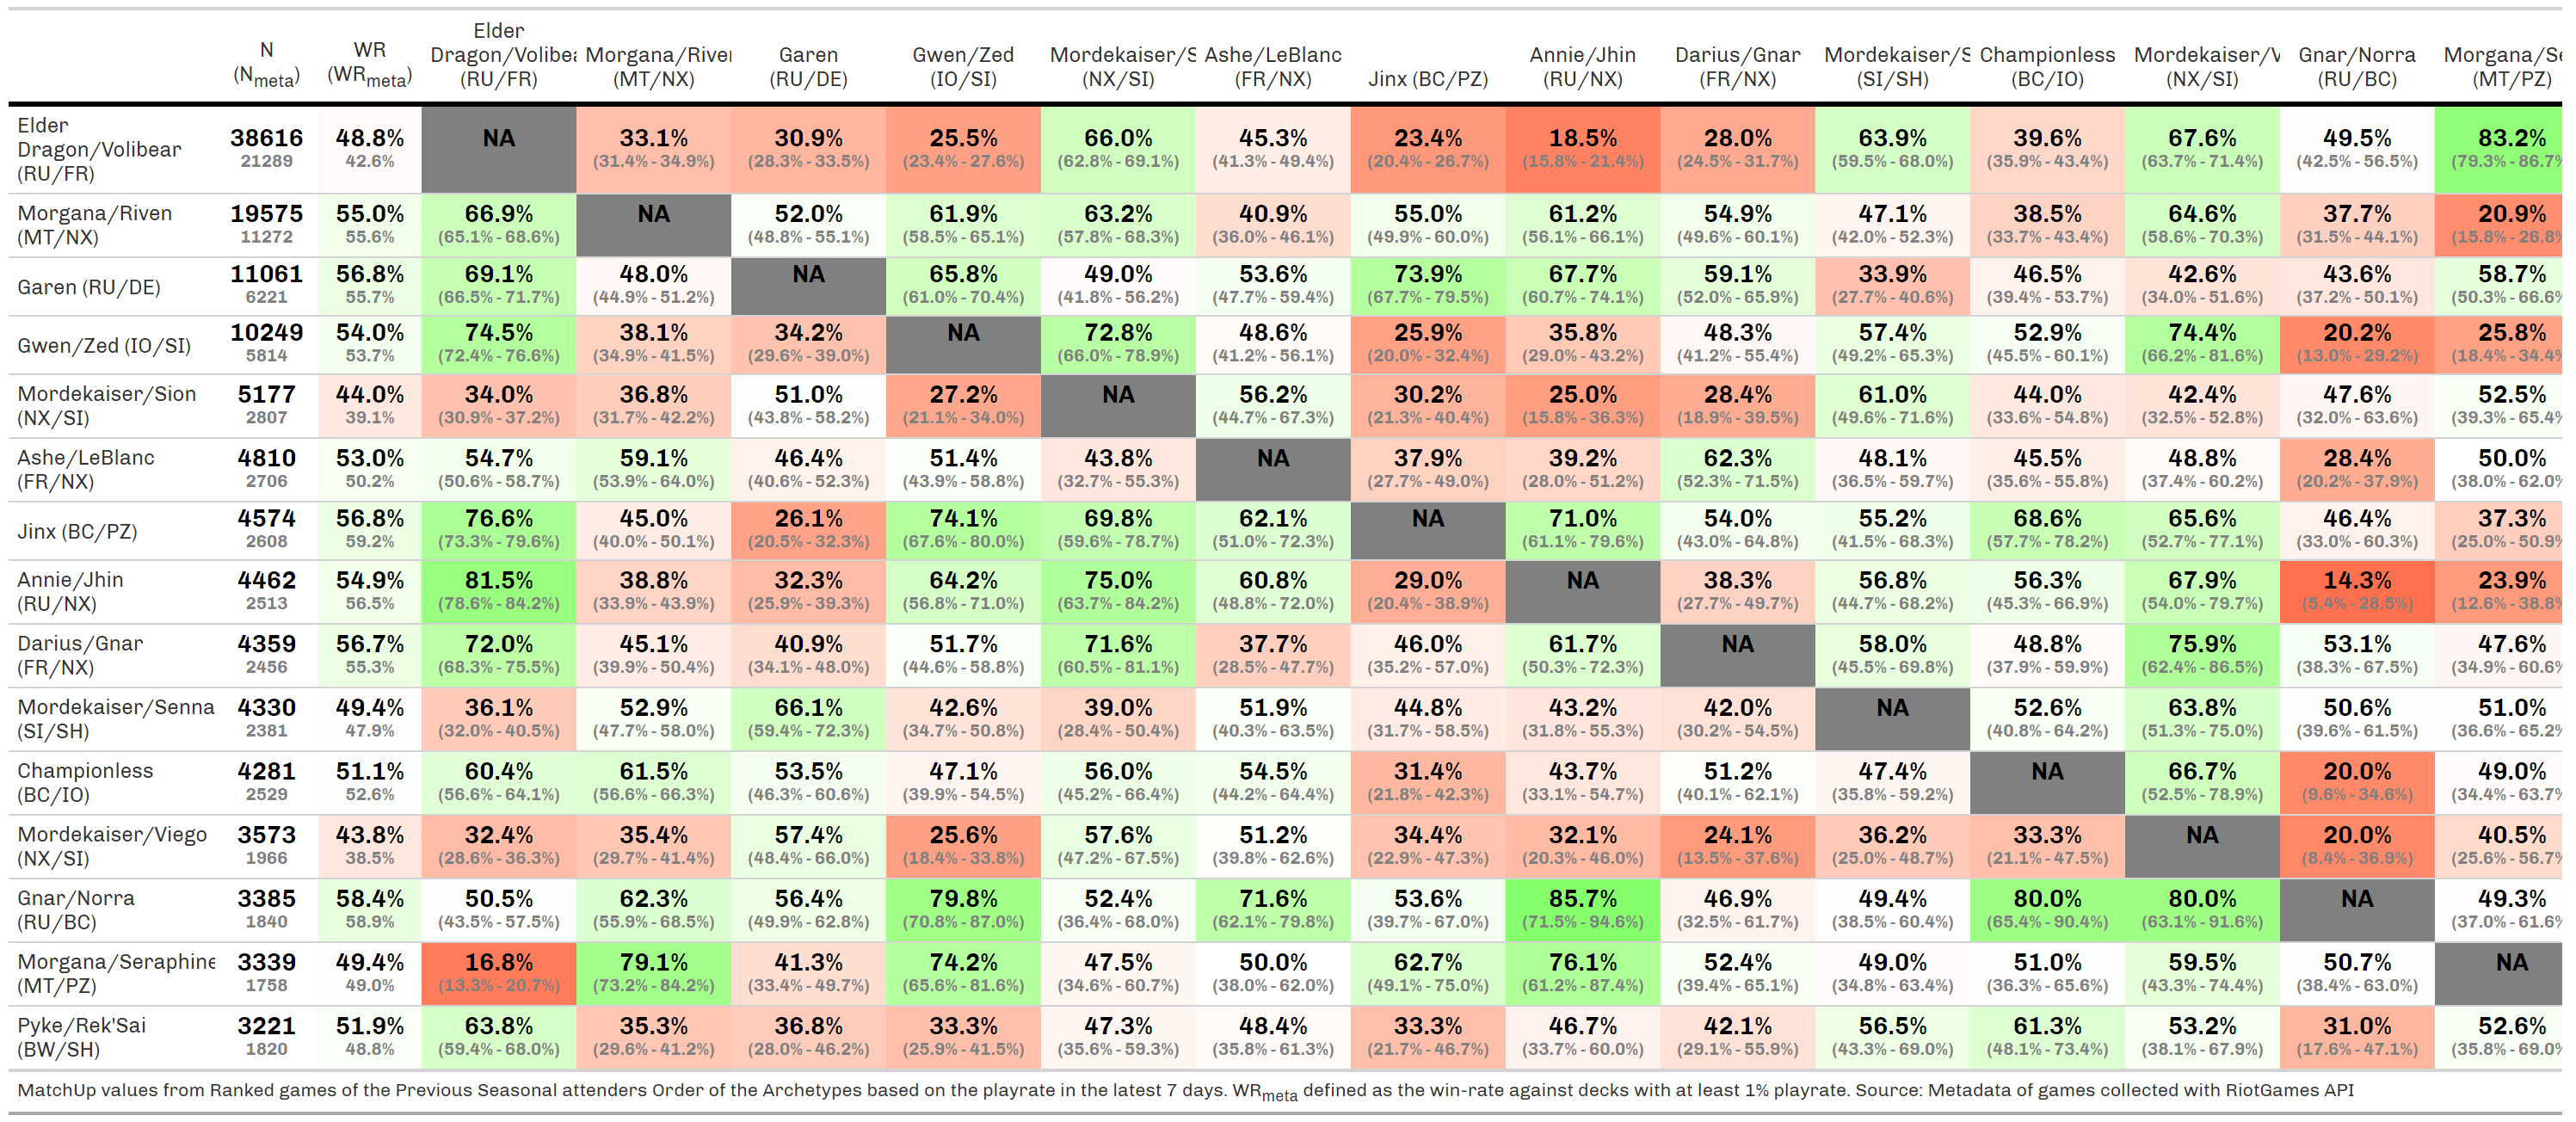 Elder
N WR Dragon/Volibea Morgana/River Garen Gwen/Zed Mordekaiser/S Ashe/LeBlanc Annie/Jhin Darius/Gnar Mordekaiser/S Championless Mordekaiser/V Gnar/Norra Morgana/Se
(Nmeta) (WRmeta) (RU/FR) (MT/NX) (RU/DE) (IO/SI) (NX/SI) (FR/NX) Jinx (BC/PZ) (RU/NX) (FR/NX) (SI/SH) (BC/IO) (NX/SI) (RU/BC) (MT/PZ)
Elder
Dragon/Volibear
(RU/FR)
38616 48.8% NA 33.1% 30.9% 25.5% 66.0% 45.3% 23.4% 18.5% 28.0% 63.9% 39.6% 67.6% 49.5% 83.2%
21289 42.6% (31.4% - 34.9%) (28.3% - 33.5%) (23.4% - 27.6%) (62.8% - 69.1%) (41.3% - 49.4%) (20.4% - 26.7%) (15.8% - 21.4%) (24.5% - 31.7%) (59.5% - 68.0%) (35.9% - 43.4%) (63.7% - 71.4%) (42.5% - 56.5%) (79.3% - 86.7%
Morgana/Riven
(MT/NX)
19575 55.0% 66.9% NA 52.0% 61.9% 63.2% 40.9% 55.0% 61.2% 54.9% 47.1% 38.5% 64.6% 37.7% 20.9%
11272 55.6% (65.1% - 68.6%) (48.8% - 55.1%) (58.5% - 65.1%) (57.8% - 68.3%) (36.0% - 46.1%) (49.9% - 60.0%) (56.1% - 66.1%) (49.6% - 60.1%) (42.0% - 52.3%) (33.7% - 43.4%) (58.6% - 70.3%) (31.5% - 44.1%) (15.8% - 26.8%
Garen (RU/DE)
11061 56.8% 69.1% 48.0% NA 65.8% 49.0% 53.6% 73.9% 67.7% 59.1% 33.9% 46.5% 42.6% 43.6% 58.7%
6221 55.7% (66.5% - 71.7%) (44.9% - 51.2%) (61.0% - 70.4%) (41.8% - 56.2%) (47.7% - 59.4%) (67.7% - 79.5%) (60.7% - 74.1%) (52.0% - 65.9%) (27.7% - 40.6%) (39.4% - 53.7%) (34.0% - 51.6%) (37.2% - 50.1%) (50.3% - 66.6%
Gwen/Zed (IO/SI)
10249 54.0% 74.5% 38.1% 34.2% NA 72.8% 48.6% 25.9% 35.8% 48.3% 57.4% 52.9% 74.4% 20.2% 25.8%
5814 53.7% (72.4% - 76.6%) (34.9% - 41.5%) (29.6% - 39.0%) (66.0% - 78.9%) (41.2% - 56.1%) (20.0% - 32.4%) (29.0% - 43.2%) (41.2% - 55.4%) (49.2% - 65.3%) (45.5% - 60.1%) (66.2% - 81.6%) (13.0% - 29.2%) (18.4% - 34.4%
Mordekaiser/Sion
(NX/SI)
5177 44.0% 34.0% 36.8% 51.0% 27.2% NA 56.2% 30.2% 25.0% 28.4% 61.0% 44.0% 42.4% 47.6% 52.5%
2807 39.1% (30.9% - 37.2%) (31.7% - 42.2%) (43.8% - 58.2%) (21.1% - 34.0%) (44.7% - 67.3%) (21.3% - 40.4%) (15.8% - 36.3%) (18.9% - 39.5%) (49.6% - 71.6%) (33.6% - 54.8%) (32.5% - 52.8%) (32.0% - 63.6%) (39.3% - 65.4%
Ashe/LeBlanc
(FR/NX)
4810 53.0% 54.7% 59.1% 46.4% 51.4% 43.8% NA 37.9% 39.2% 62.3% 48.1% 45.5% 48.8% 28.4% 50.0%
2706 50.2% (50.6% - 58.7%) (53.9% - 64.0%) (40.6% - 52.3%) (43.9% - 58.8%) (32.7% - 55.3%) (27.7% - 49.0%) (28.0% - 51.2%) (52.3% - 71.5%) (36.5% - 59.7%) (35.6% - 55.8%) (37.4% - 60.2%) (20.2% - 37.9%) (38.0% - 62.0%
Jinx (BC/PZ)
4574 56.8% 76.6% 45.0% 26.1% 74.1% 69.8% 62.1% NA 71.0% 54.0% 55.2% 68.6% 65.6% 46.4% 37.3%
2608 59.2% (73.3% - 79.6%) (40.0% - 50.1%) (20.5% - 32.3%) (67.6% - 80.0%) (59.6% - 78.7%) (51.0% - 72.3%) (61.1% - 79.6%) (43.0% - 64.8%) (41.5% - 68.3%) (57.7% - 78.2%) (52.7% - 77.1%) (33.0% - 60.3%) (25.0% - 50.9%
Annie/Jhin
(RU/NX)
4462 54.9% 81.5% 38.8% 32.3% 64.2% 75.0% 60.8% 29.0% NA 38.3% 56.8% 56.3% 67.9% 14.3% 23.9%
2513 56.5% (78.6% - 84.2%) (33.9% - 43.9%) (25.9% - 39.3%) (56.8% - 71.0%) (63.7% - 84.2%) (48.8% - 72.0%) (20.4% - 38.9%) (27.7% - 49.7%) (44.7% - 68.2%) (45.3% - 66.9%) (54.0% - 79.7%) (5.4% - 28.5%) (12.6% - 38.8%
Darius/Gnar
(FR/NX)
4359 56.7% 72.0% 45.1% 40.9% 51.7% 71.6% 37.7% 46.0% 61.7% NA 58.0% 48.8% 75.9% 53.1% 47.6%
2456 55.3% (68.3% - 75.5%) (39.9% - 50.4%) (34.1% - 48.0%) (44.6% - 58.8%) (60.5% - 81.1%) (28.5% - 47.7%) (35.2% - 57.0%) (50.3% - 72.3%) (45.5% - 69.8%) (37.9% - 59.9%) (62.4% - 86.5%) (38.3% - 67.5%) (34.9% - 60.6%
Mordekaiser/Senna
(SI/SH)
4330 49.4% 36.1% 52.9% 66.1% 42.6% 39.0% 51.9% 44.8% 43.2% 42.0% NA 52.6% 63.8% 50.6% 51.0%
2381 47.9% (32.0% - 40.5%) (47.7% - 58.0%) (59.4% - 72.3%) (34.7% - 50.8%) (28.4% - 50.4%) (40.3% - 63.5%) (31.7% - 58.5%) (31.8% - 55.3%) (30.2% - 54.5%) (40.8% - 64.2%) (51.3% - 75.0%) (39.6% - 61.5%) (36.6% - 65.2%
Championless
(BC/IO)
4281 51.1% 60.4% 61.5% 53.5% 47.1% 56.0% 54.5% 31.4% 43.7% 51.2% 47.4% NA 66.7% 20.0% 49.0%
2529 52.6% (56.6% - 64.1%) (56.6% - 66.3%) (46.3% - 60.6%) (39.9% - 54.5%) (45.2% - 66.4%) (44.2% - 64.4%) (21.8% - 42.3%) (33.1% - 54.7%) (40.1% - 62.1%) (35.8% - 59.2%) (52.5% - 78.9%) (9.6% - 34.6%) (34.4% - 63.7%
Mordekaiser/Viego
(NX/SI)
3573 43.8% 32.4% 35.4% 57.4% 25.6% 57.6% 51.2% 34.4% 32.1% 24.1% 36.2% 33.3% NA 20.0% 40.5%
1966 38.5% (28.6% - 36.3%) (29.7% - 41.4%) (48.4% - 66.0%) (18.4% - 33.8%) (47.2% - 67.5%) (39.8% - 62.6%) (22.9% - 47.3%) (20.3% - 46.0%) (13.5% - 37.6%) (25.0% - 48.7%) (21.1% - 47.5%) (8.4% - 36.9%) (25.6% - 56.7%
Gnar/Norra
(RU/BC)
3385 58.4% 50.5% 62.3% 56.4% 79.8% 52.4% 71.6% 53.6% 85.7% 46.9% 49.4% 80.0% 80.0% NA 49.3%
1840 58.9% (43.5% - 57.5%) (55.9% - 68.5%) (49.9% - 62.8%) (70.8% - 87.0%) (36.4% - 68.0%) (62.1% - 79.8%) (39.7% - 67.0%) (71.5% - 94.6%) (32.5% - 61.7%) (38.5% - 60.4%) (65.4% - 90.4%) (63.1% - 91.6%) (37.0% - 61.6%
Morgana/Seraphine
(MT/PZ)
3339 49.4% 16.8% 79.1% 41.3% 74.2% 47.5% 50.0% 62.7% 76.1% 52.4% 49.0% 51.0% 59.5% 50.7% NA
1758 49.0% (13.3% - 20.7%) (73.2% - 84.2%) (33.4% - 49.7%) (65.6% - 81.6%) (34.6% - 60.7%) (38.0% - 62.0%) (49.1% - 75.0%) (61.2% - 87.4%) (39.4% - 65.1%) (34.8% - 63.4%) (36.3% - 65.6%) (43.3% - 74.4%) (38.4% - 63.0%)
Pyke/Rek'Sai
(BW/SH)
3221 51.9% 63.8% 35.3% 36.8% 33.3% 47.3% 48.4% 33.3% 46.7% 42.1% 56.5% 61.3% 53.2% 31.0% 52.6%
1820 48.8% (59.4% - 68.0%) (29.6% - 41.2%) (28.0% - 46.2%) (25.9% - 41.5%) (35.6% - 59.3%) (35.8% - 61.3%) (21.7% - 46.7%) (33.7% - 60.0%) (29.1% - 55.9%) (43.3% - 69.0%) (48.1% - 73.4%) (38.1% - 67.9%) (17.6% - 47.1%) (35.8% - 69.0%
MatchUp values from Ranked games of the Previous Seasonal attenders Order of the Archetypes based on the playrate in the latest 7 days. WRmeta defined as the win-rate against decks with at least 1% playrate. Source: Metadata of games collected with RiotGames API